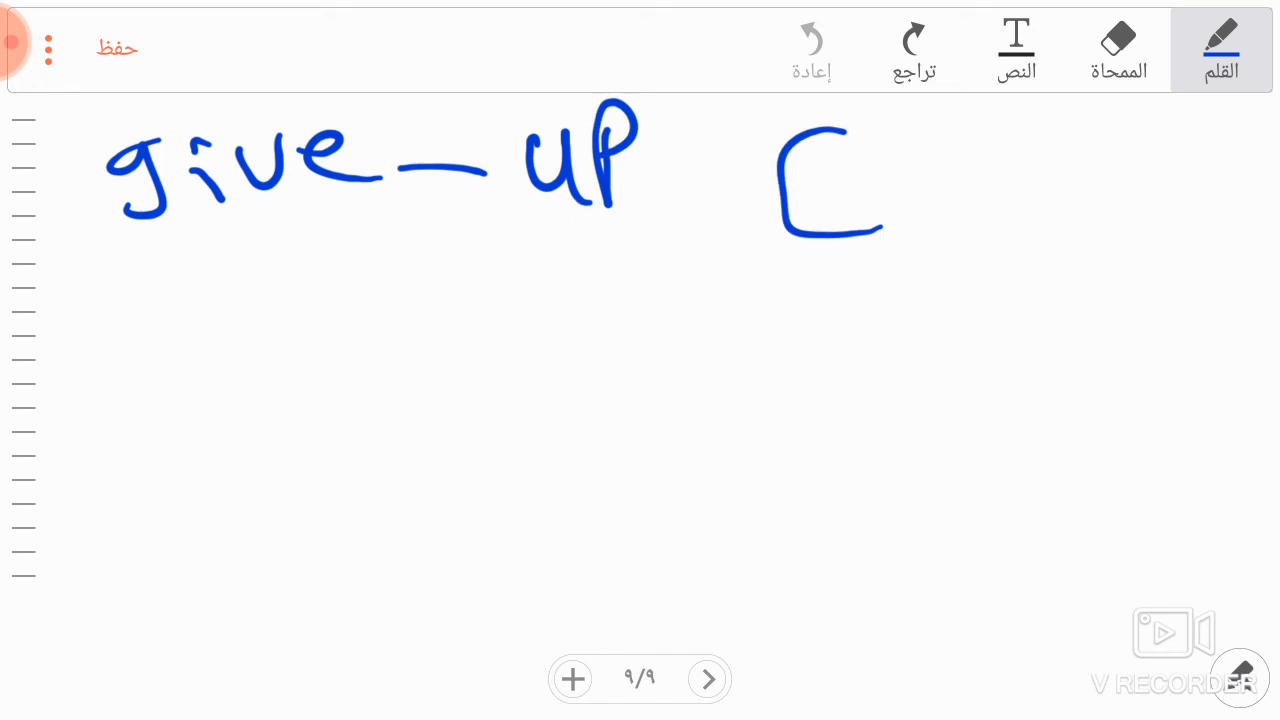 حفظ إعادة تراجع النص الممحاة القلم
give — up [
٩/٩
V RECORDER